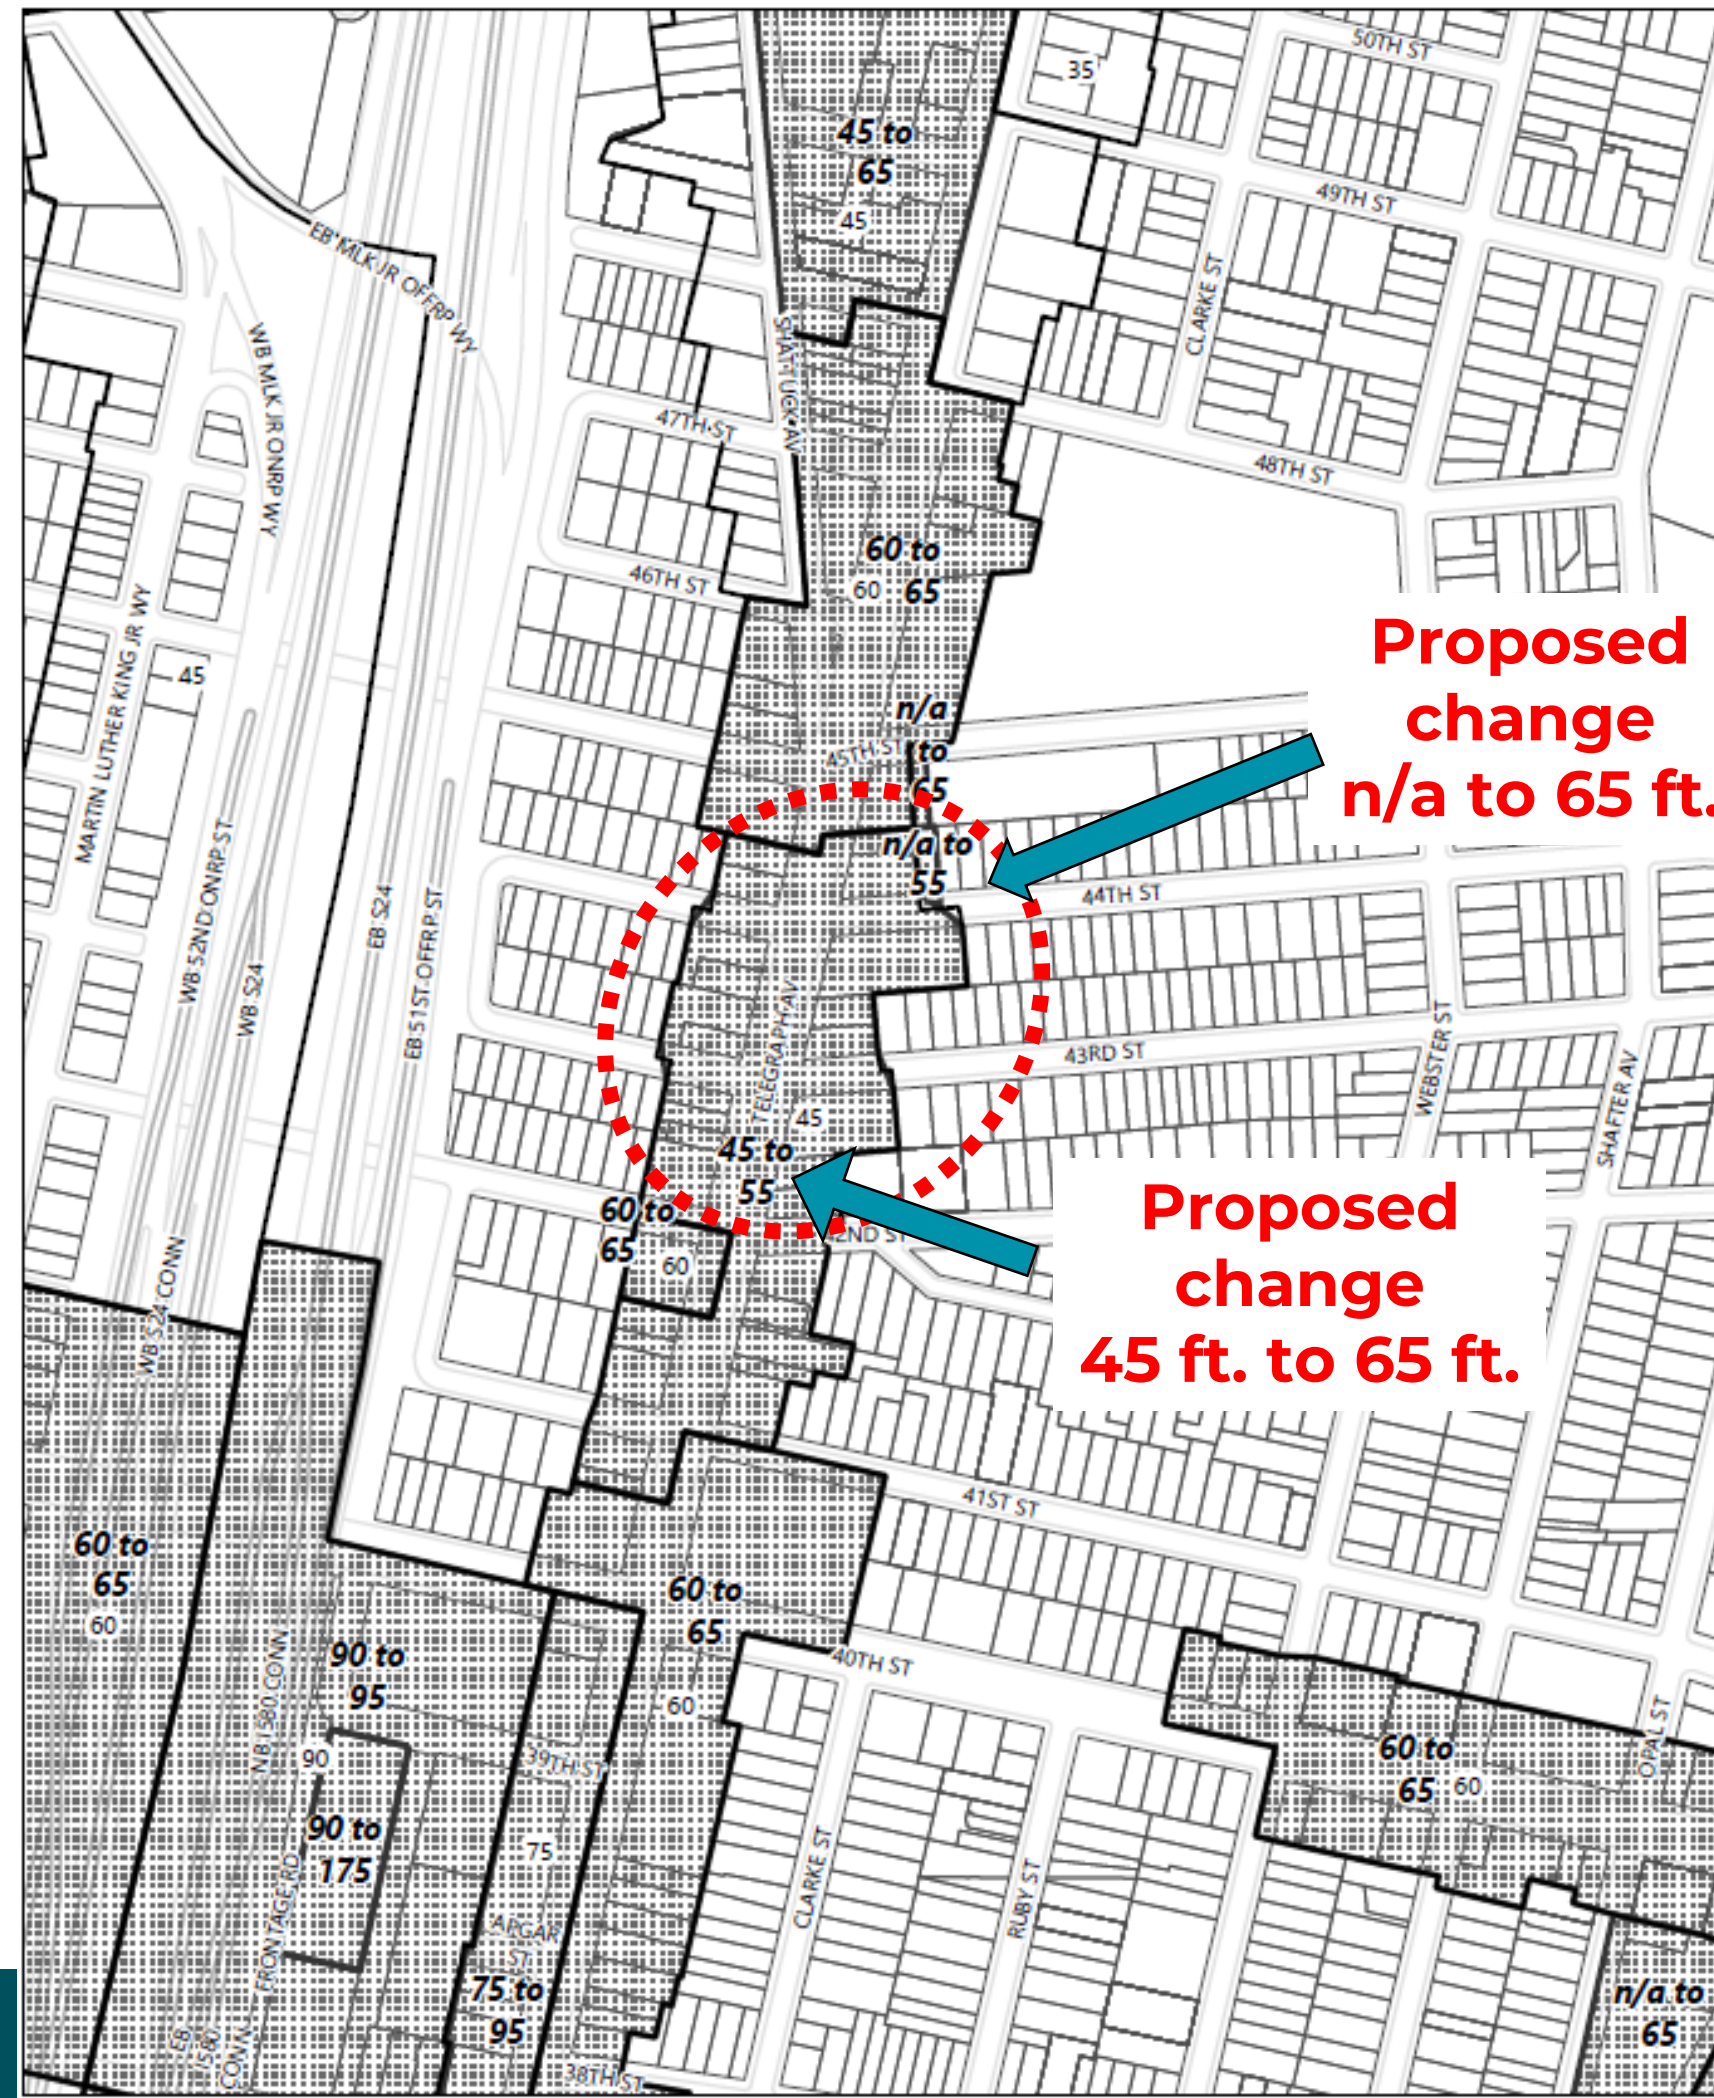 50TH ST
35
45 to
65
49TH ST
45
EB MLK JR OFFRP WY
CLARKE ST
WB MLK JR ONRP WY
SHATTUCK AV
47TH ST
48TH ST
60 to
65
60
46TH ST
Proposed
change
n/a to 65 ft.
MARTIN LUTHER KING JR WY
45
n/a
to
65
45TH ST
n/a to
55
44TH ST
WB 52ND ONRP ST
EB S24
EB 51ST OFFRP ST
WB S24
TELEGRAPH AV
43RD ST
WEBSTER ST
SHAFTER AV
45
45 to
55
Proposed
change
45 ft. to 65 ft.
60 to
65
60
42ND ST
WB S24 CONN
41ST ST
60 to
65
60
60 to
65
60
90 to
95
NB I580 CONN
40TH ST
OPAL ST
60 to
65
60
90
39TH ST
90 to
175
FRONTAGE RD
75
CLARKE ST
RUBY ST
APGAR
ST
75 to
95
n/a to
65
EB
I580
CONN
38TH ST